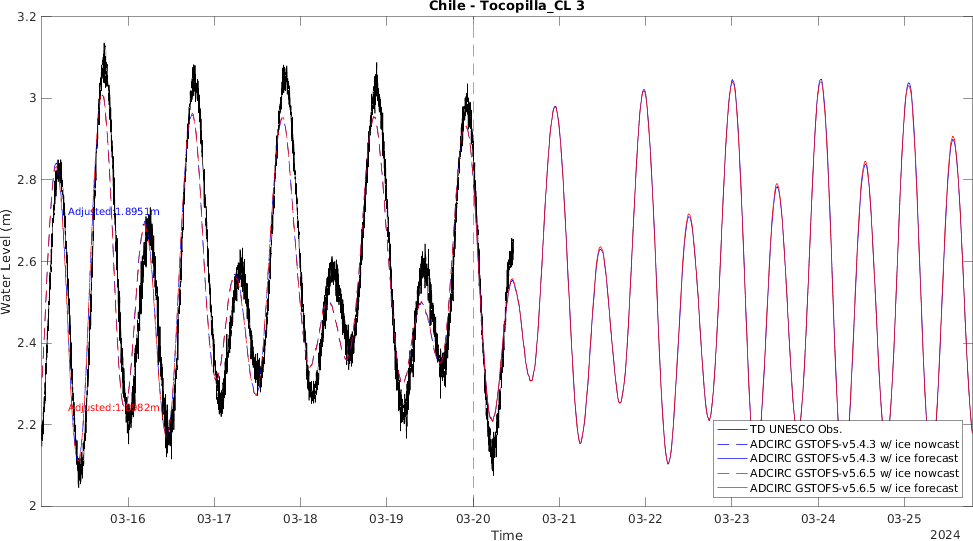 Chile - Tocopilla_CL 3
3.2
3
2.8
2.6
2.4
2.2
2
Water Level (m)
Adjusted:1.8951m
03-16
03-17
03-18
03-19
03-20
03-21
03-22
03-23
03-24
03-25
Time
2024
TD UNESCO Obs.
ADCIRC GSTOFS-v5.4.3 w/ ice nowcast
ADCIRC GSTOFS-v5.4.3 w/ ice forecast
ADCIRC GSTOFS-v5.6.5 w/ ice nowcast
ADCIRC GSTOFS-v5.6.5 w/ ice forecast